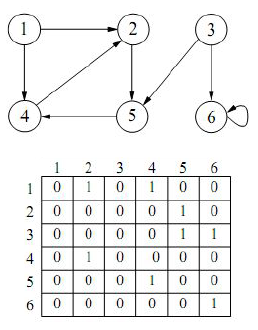 1 2 3
4 5 6
1 2 3 4 5 6
1 0 1 0 1 0 0
2 0 0 0 0 1 0
3 0 0 0 0 1 1
4 0 1 0 0 0 0
5 0 0 0 1 0 0
6 0 0 0 0 0 1